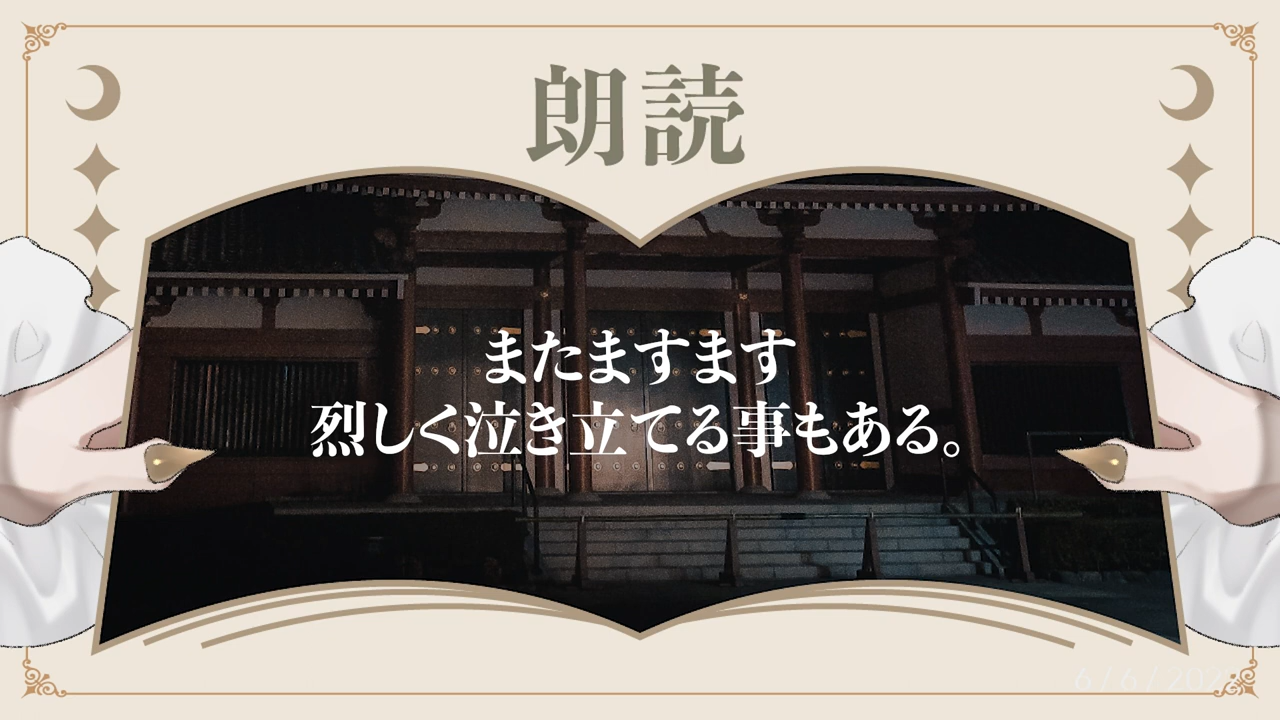 朗読
またますます
烈しく泣き立てる事もある。